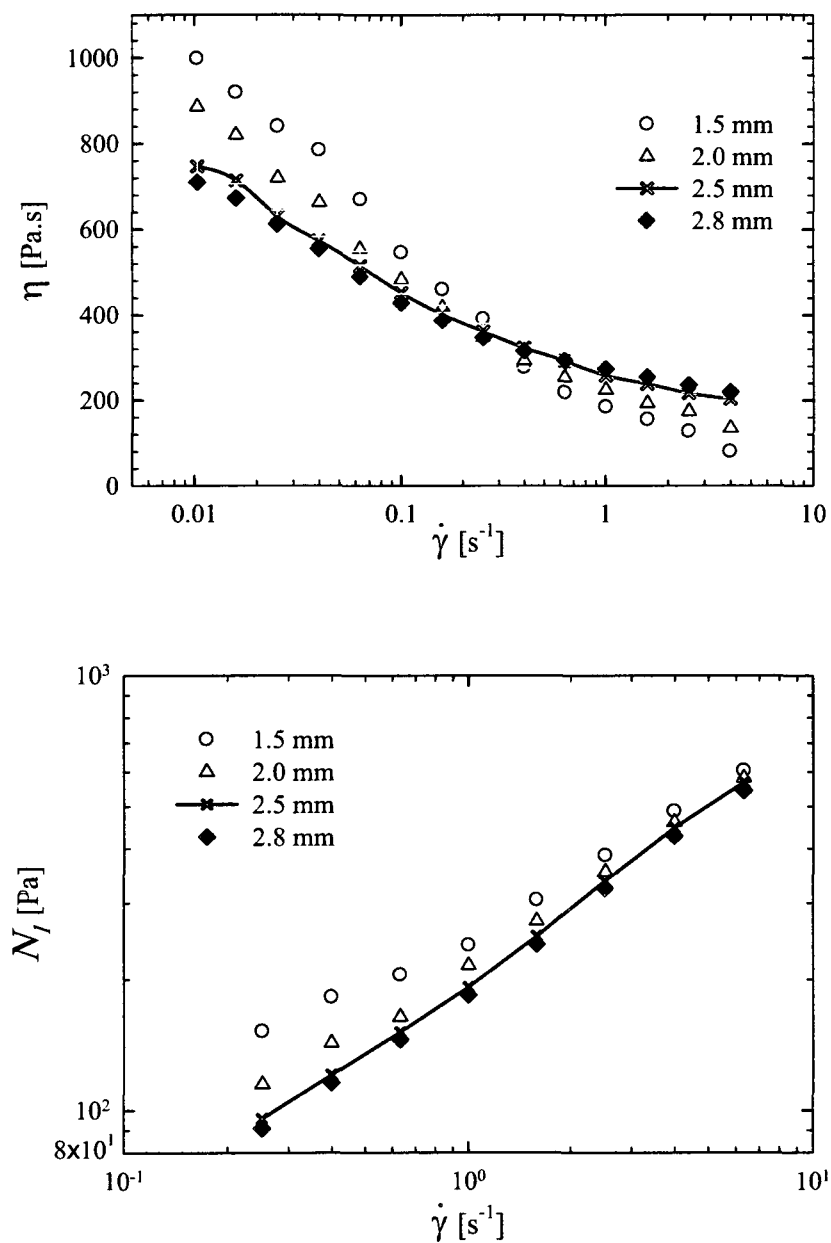 1000
800
600
400
200
0
η [Pa.s]
1.5 mm
2.0 mm
2.5 mm
2.8 mm
0.01
0.1
1
10
γ̇ [s⁻¹]
10³
10²
8x10¹
N₁ [Pa]
1.5 mm
2.0 mm
2.5 mm
2.8 mm
10⁻¹
10⁰
10¹
γ̇ [s⁻¹]